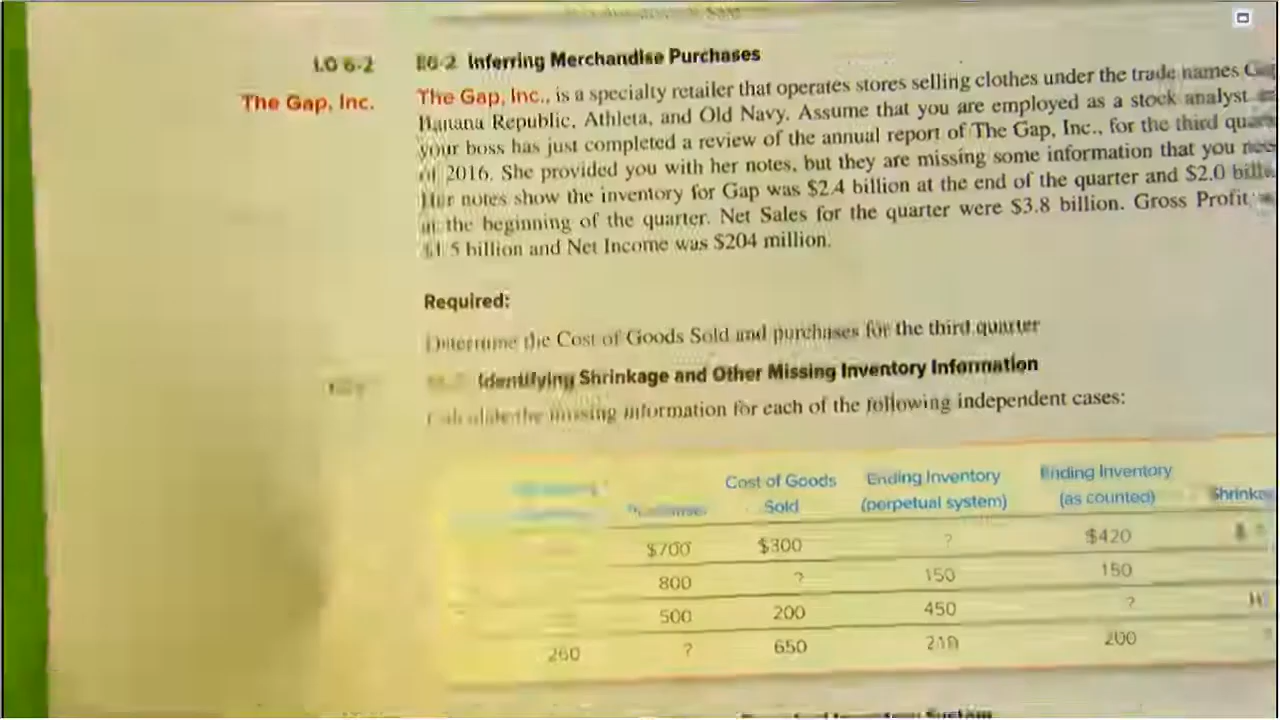 LO 6-2 E6-2 Inferring Merchandise Purchases
The Gap, Inc. The Gap, Inc., is a specialty retailer that operates stores selling clothes under the trade names
Banana Republic, Athleta, and Old Navy. Assume that you are employed as a stock analyst
your boss has just completed a review of the annual report of The Gap, Inc., for the third
of 2016. She provided you with her notes, but they are missing some information that you
Her notes show the inventory for Gap was $2.4 billion at the end of the quarter and $2.0
at the beginning of the quarter. Net Sales for the quarter were $3.8 billion. Gross Profit
$1.5 billion and Net Income was $204 million.
Required:
Determine the Cost of Goods Sold and purchases for the third quarter
Identifying Shrinkage and Other Missing Inventory Information
Calculate the missing information for each of the following independent cases:
Cost of Goods Ending Inventory Ending Inventory
Purchases Sold (perpetual system) (as counted)
$700 $300 ? $420
800 ? 150 150
500 200 450 ?
260 ? 650 210 200